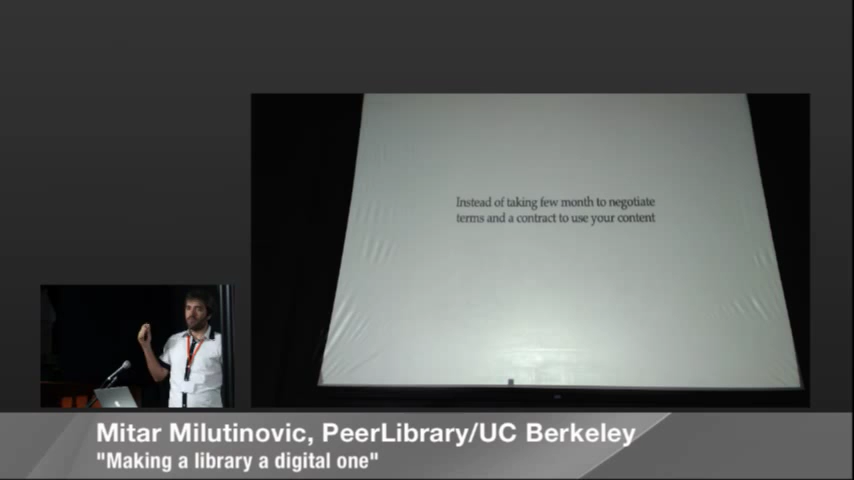 Instead of taking few month to negotiate
terms and a contract to use your content
Mitar Milutinovic, PeerLibrary/UC Berkeley
"Making a library a digital one"